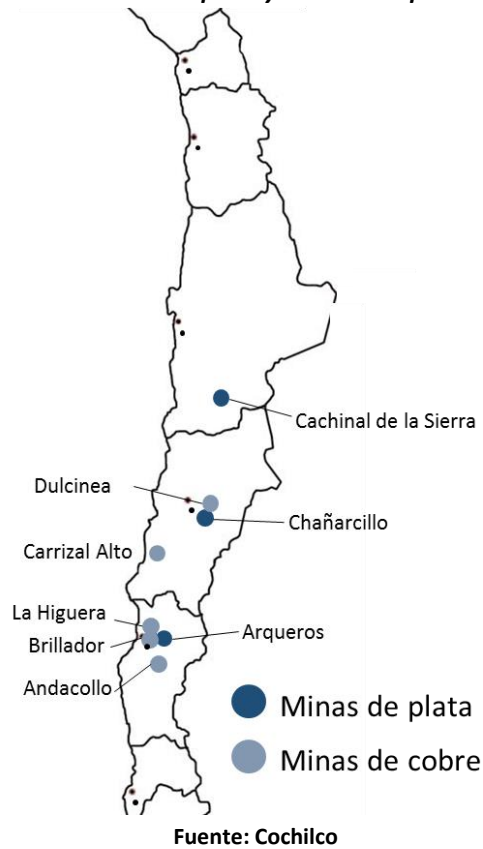 Cachinal de la Sierra
Dulcinea
Chañarcillo
Carrizal Alto
La Higuera
Arqueros
Brillador
Andacollo
Minas de plata
Minas de cobre
Fuente: Cochilco